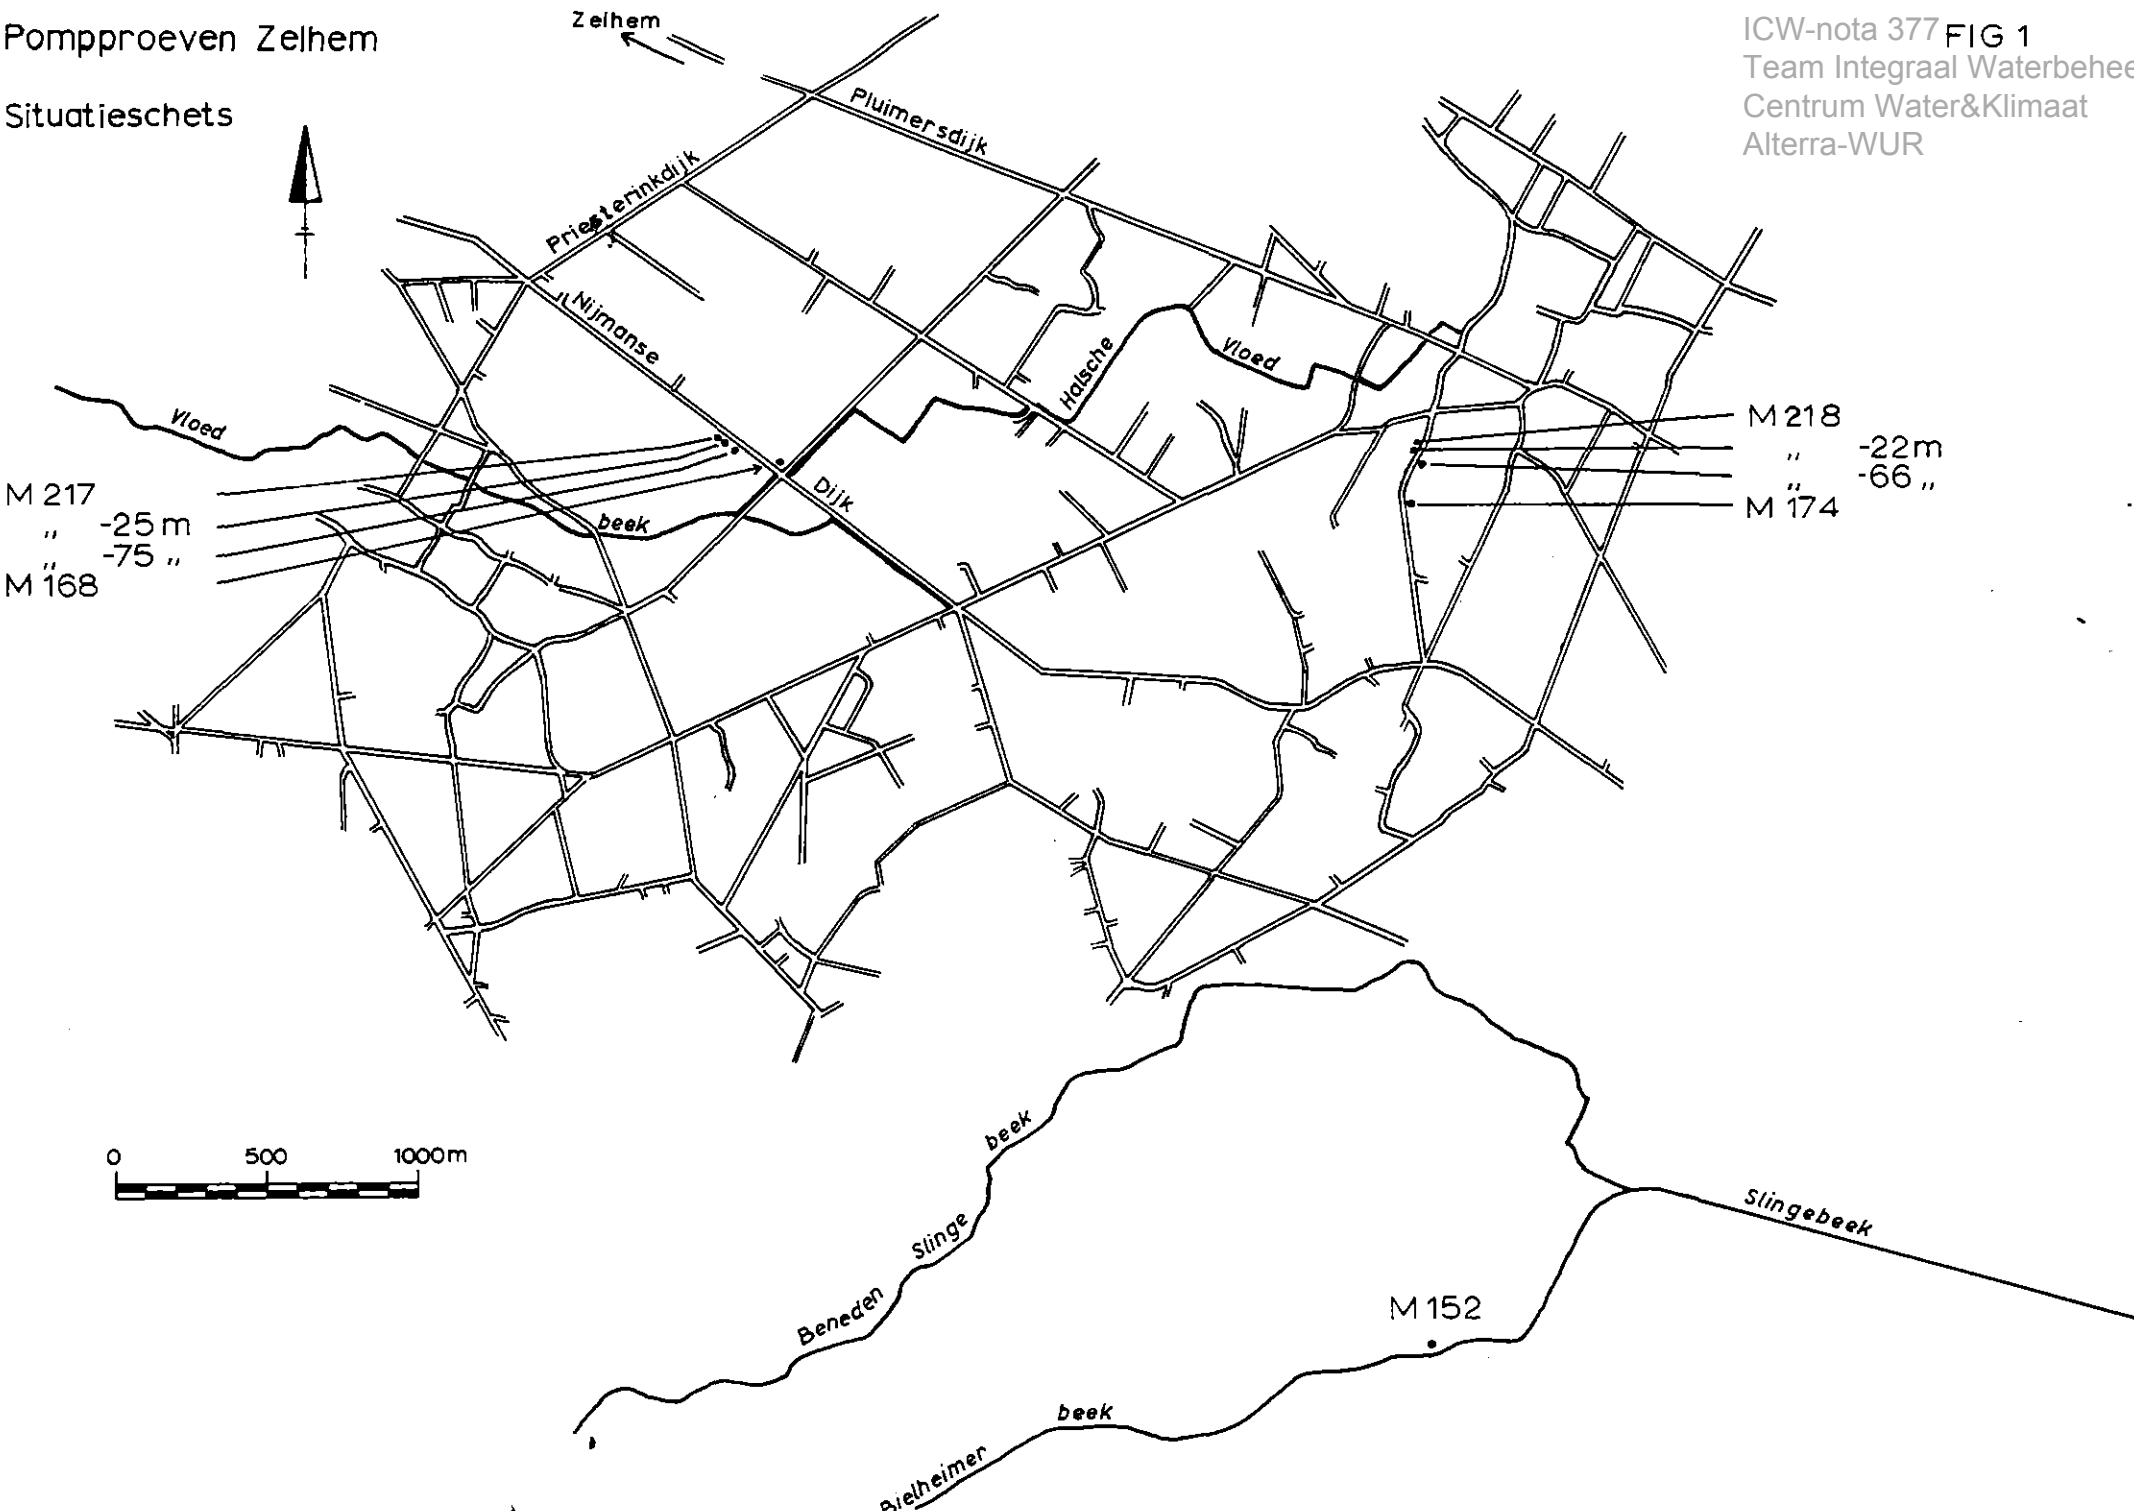 Pompproeven Zelhem
Situatieschets
Zelhem
ICW-nota 377 FIG 1
Team Integraal Waterbehee
Centrum Water&Klimaat
Alterra-WUR
Pluimersdijk
Priesterinkdijk
Nijmanse
Dijk
Halsche
Vloed
Vloed
beek
M 217
„ -25 m
„ -75 „
M 168
M 218
„ -22m
„ -66 „
M 174
0 500 1000m
beek
Slinge
Beneden
Slingebeek
M 152
beek
Bielheimer